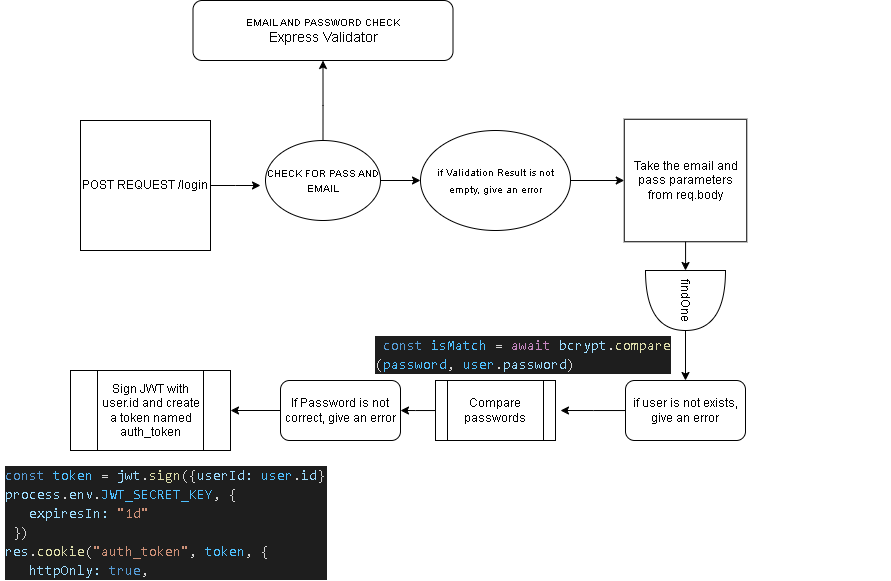 EMAIL AND PASSWORD CHECK
Express Validator
POST REQUEST /login
CHECK FOR PASS AND
EMAIL
if Validation Result is not
empty, give an error
Take the email and
pass parameters
from req.body
findOne
const isMatch = await bcrypt.compare
(password, user.password)
if user is not exists,
give an error
Compare
passwords
If Password is not
correct, give an error
Sign JWT with
user.id and create
a token named
auth_token
const token = jwt.sign({userId: user.id}
process.env.JWT_SECRET_KEY, {
expiresIn: "1d"
})
res.cookie("auth_token", token, {
httpOnly: true,